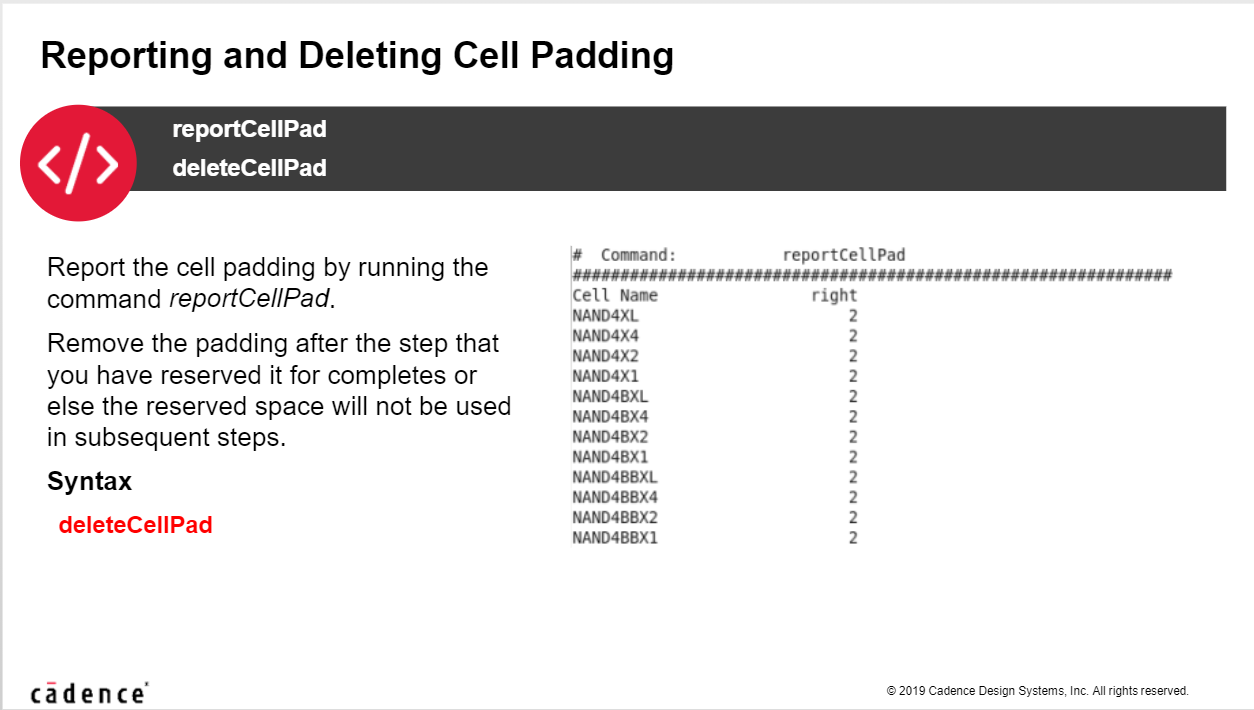 Reporting and Deleting Cell Padding
</>
reportCellPad
deleteCellPad
Report the cell padding by running the
command reportCellPad.
Remove the padding after the step that
you have reserved it for completes or
else the reserved space will not be used
in subsequent steps.
Syntax
deleteCellPad
# Command: reportCellPad
###############################################################
Cell Name right
NAND4XL 2
NAND4X4 2
NAND4X2 2
NAND4X1 2
NAND4BXL 2
NAND4BX4 2
NAND4BX2 2
NAND4BX1 2
NAND4BBXL 2
NAND4BBX4 2
NAND4BBX2 2
NAND4BBX1 2
cādence
© 2019 Cadence Design Systems, Inc. All rights reserved.